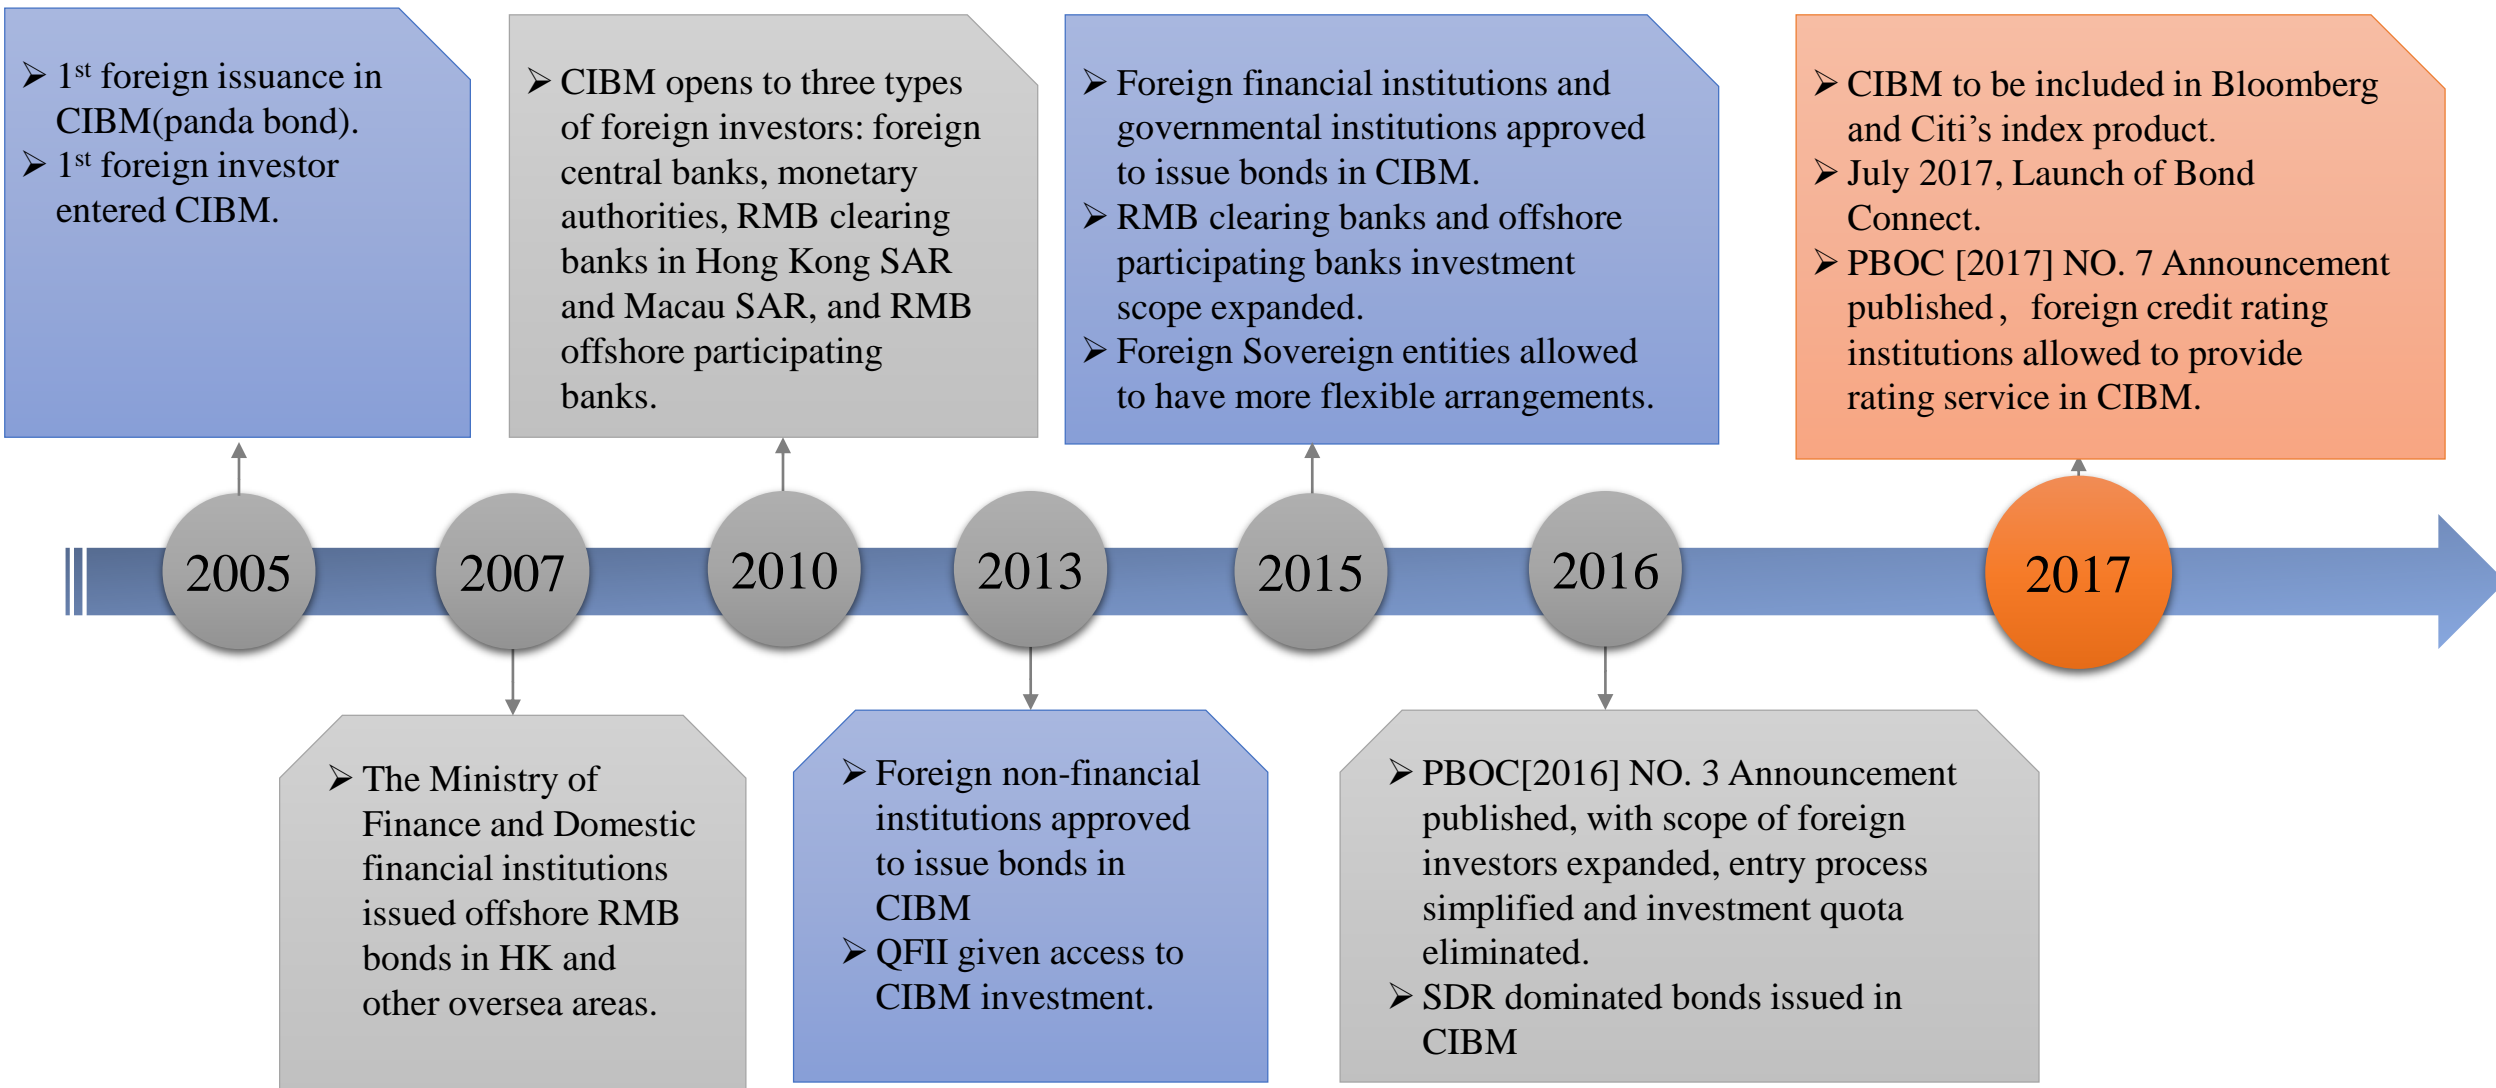 ➢ 1st foreign issuance in
CIBM(panda bond).
➢ 1st foreign investor
entered CIBM.
➢ CIBM opens to three types
of foreign investors: foreign
central banks, monetary
authorities, RMB clearing
banks in Hong Kong SAR
and Macau SAR, and RMB
offshore participating
banks.
➢ Foreign financial institutions and
governmental institutions approved
to issue bonds in CIBM.
➢ RMB clearing banks and offshore
participating banks investment
scope expanded.
➢ Foreign Sovereign entities allowed
to have more flexible arrangements.
➢ CIBM to be included in Bloomberg
and Citi’s index product.
➢ July 2017, Launch of Bond
Connect.
➢ PBOC [2017] NO. 7 Announcement
published，foreign credit rating
institutions allowed to provide
rating service in CIBM.
2005
2007
2010
2013
2015
2016
2017
➢ The Ministry of
Finance and Domestic
financial institutions
issued offshore RMB
bonds in HK and
other oversea areas.
➢ Foreign non-financial
institutions approved
to issue bonds in
CIBM
➢ QFII given access to
CIBM investment.
➢ PBOC[2016] NO. 3 Announcement
published, with scope of foreign
investors expanded, entry process
simplified and investment quota
eliminated.
➢ SDR dominated bonds issued in
CIBM